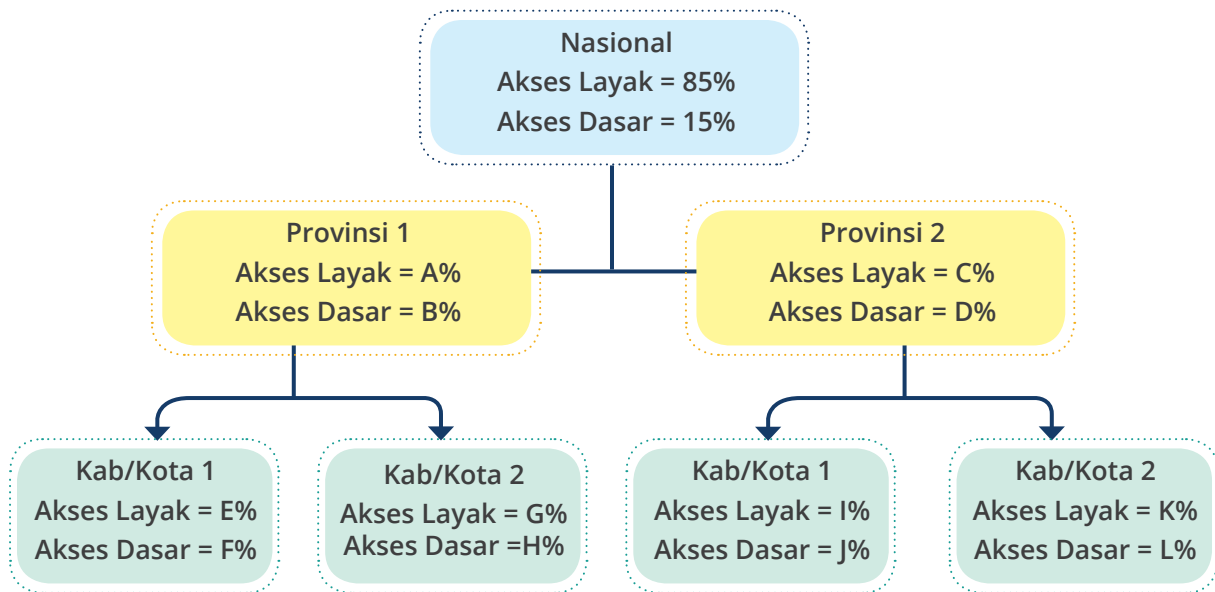 Nasional
Akses Layak = 85%
Akses Dasar = 15%
Provinsi 1
Akses Layak = A%
Akses Dasar = B%
Provinsi 2
Akses Layak = C%
Akses Dasar = D%
Kab/Kota 1
Akses Layak = E%
Akses Dasar = F%
Kab/Kota 2
Akses Layak = G%
Akses Dasar =H%
Kab/Kota 1
Akses Layak = I%
Akses Dasar = J%
Kab/Kota 2
Akses Layak = K%
Akses Dasar = L%